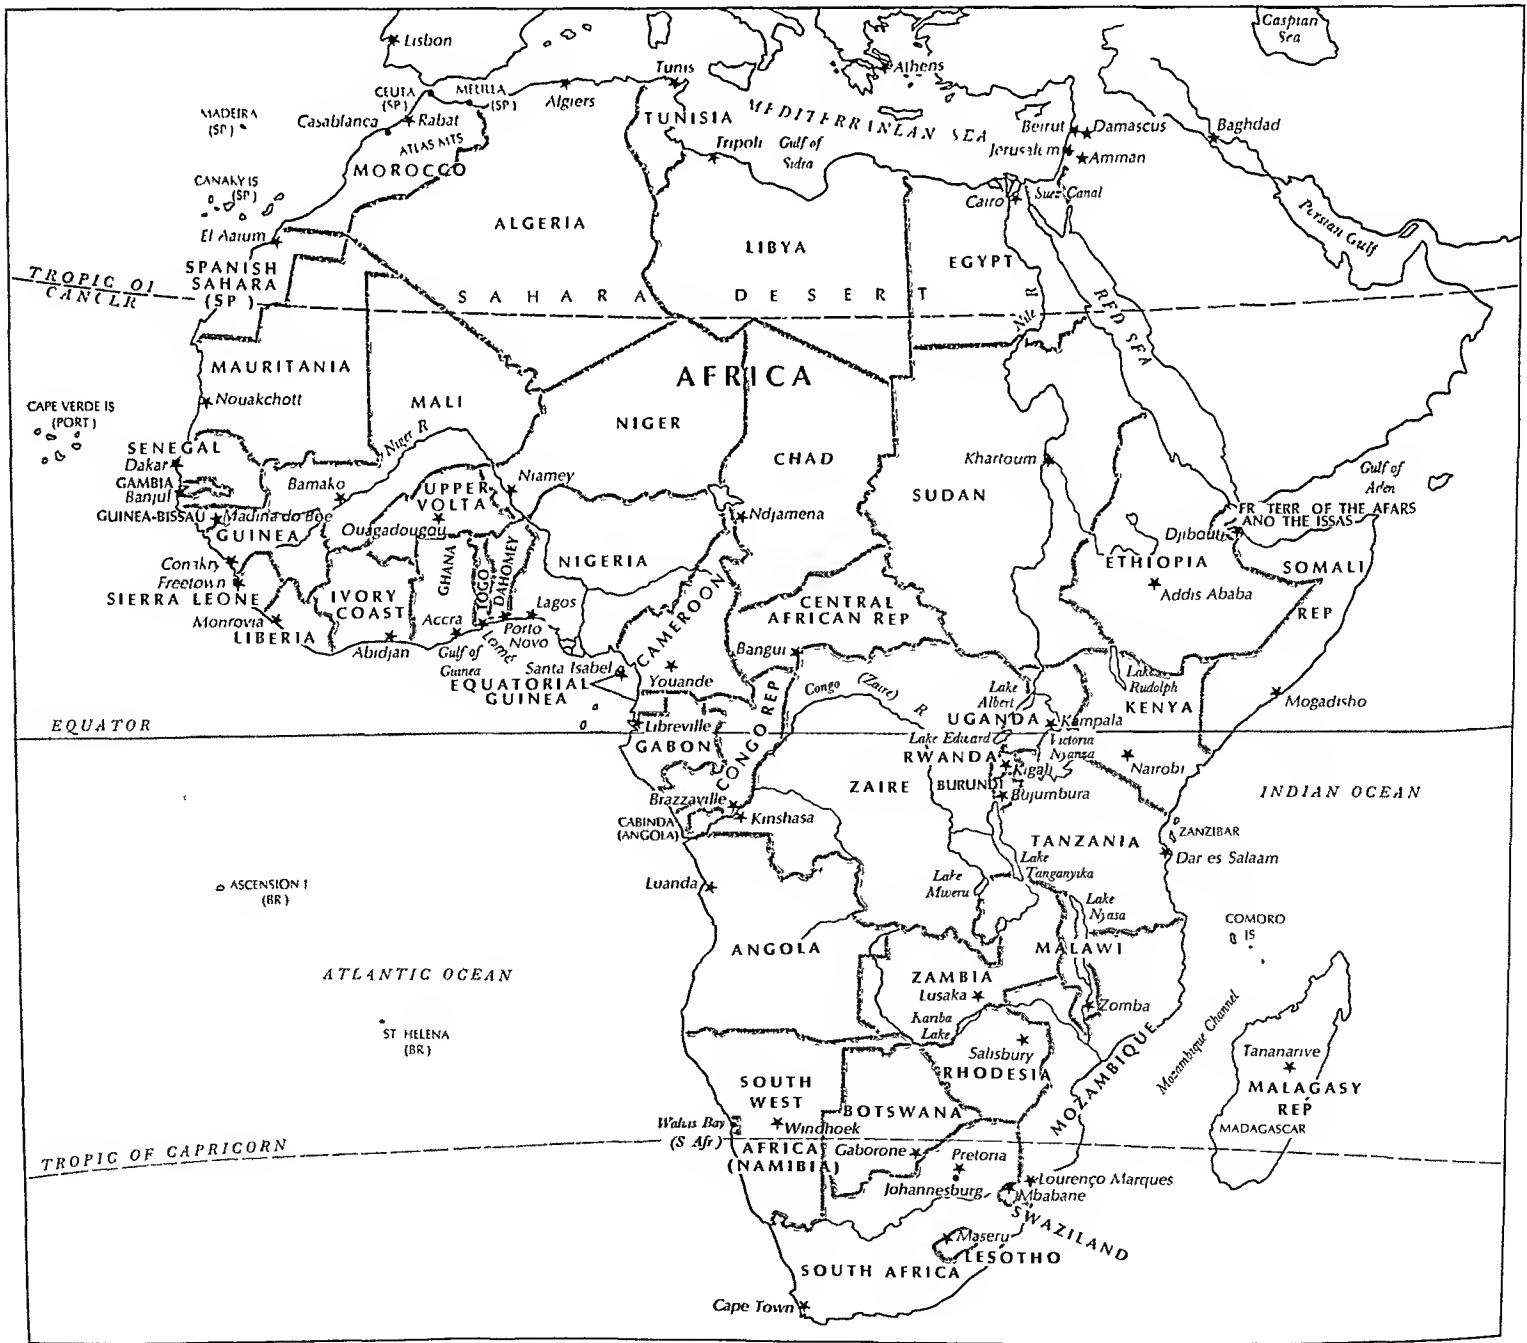 Caspian
Sea
Lisbon
Athens
Tunis
CEUTA
(SP)
MELILLA
(SP)
Algiers
MADEIRA
(SP)
Casablanca
Rabat
ATLAS MTS
MOROCCO
TUNISIA
MEDITERRINLAN SEA
Tripoli
Gulf of
Sidra
Beirut
Damascus
Baghdad
Jerusalem
Amman
CANAKY IS
(SP)
Cairo
Suez Canal
Persian Gulf
El Aaium
ALGERIA
LIBYA
EGYPT
SPANISH
SAHARA
(SP)
TROPIC OI
CANCLR
SAHARA DESERT
Nile R
RED SEA
MAURITANIA
AFRICA
Nouakchott
MALI
NIGER
CAPE VERDE IS
(PORT)
Niger R
SENEGAL
Dakar
GAMBIA
Banjul
Bamako
Niamey
UPPER
VOLTA
CHAD
Khartoum
SUDAN
Gulf of
Aden
GUINEA-BISSAU
Madina do Boe
GUINEA
Ouagadougou
Ndjamena
FR TERR OF THE AFARS
ANO THE ISSAS
Djibouti
Conakry
Freetown
SIERRA LEONE
Monrovia
LIBERIA
IVORY
COAST
Abidjan
GHANA
Accra
TOGO
DAHOMEY
Lomé
Porto
Novo
Lagos
NIGERIA
ETHIOPIA
Addis Ababa
SOMALI
REP
CENTRAL
AFRICAN REP
CAMEROON
Bangui
Gulf of
Guinea
Santa Isabel
EQUATORIAL
GUINEA
Youande
Congo (Zaire) R
Lake
Albert
Lake
Rudolph
KENYA
Mogadisho
EQUATOR
Libreville
GABON
CONGO REP
UGANDA
Kampala
Lake Edward
Victoria
Nyanza
RWANDA
Kigali
Nairobi
ZAIRE
BURUNDI
Bujumbura
INDIAN OCEAN
Brazzaville
CABINDA
(ANGOLA)
Kinshasa
TANZANIA
ZANZIBAR
Dar es Salaam
ASCENSION I
(BR)
Luanda
Lake
Mweru
Lake
Tanganyika
Lake
Nyasa
COMORO
IS
ANGOLA
MALAWI
ATLANTIC OCEAN
ZAMBIA
Lusaka
Zomba
Kariba
Lake
ST HELENA
(BR)
Salisbury
RHODESIA
MOZAMBIQUE
Mozambique Channel
Tananarive
MALAGASY
REP
MADAGASCAR
SOUTH
WEST
AFRICA
(NAMIBIA)
Windhoek
Walvis Bay
(S Afr)
BOTSWANA
TROPIC OF CAPRICORN
Gaborone
Pretoria
Johannesburg
Lourenço Marques
Mbabane
SWAZILAND
Maseru
LESOTHO
SOUTH AFRICA
Cape Town